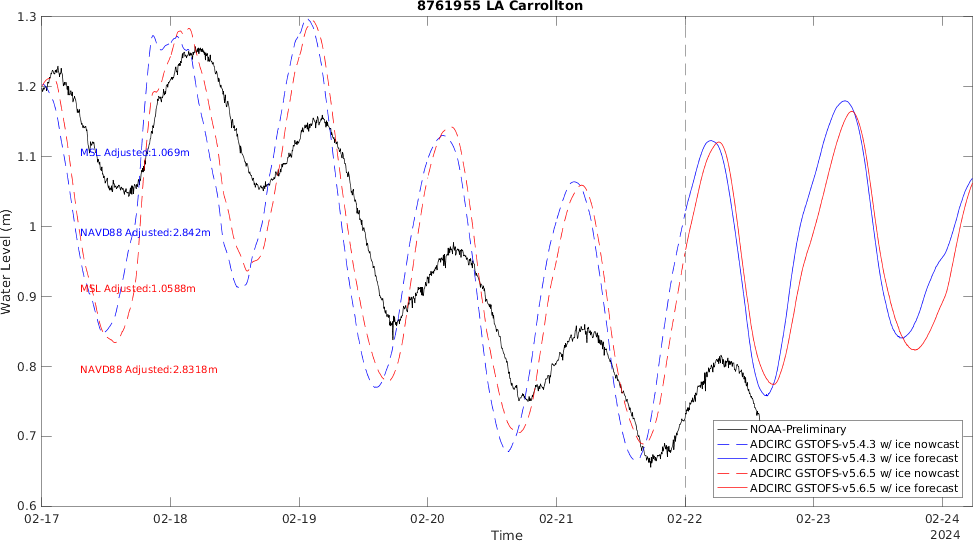 8761955 LA Carrollton
1.3
1.2
1.1
1
0.9
0.8
0.7
0.6
Water Level (m)
MSL Adjusted:1.069m
NAVD88 Adjusted:2.842m
MSL Adjusted:1.0588m
NAVD88 Adjusted:2.8318m
NOAA-Preliminary
ADCIRC GSTOFS-v5.4.3 w/ ice nowcast
ADCIRC GSTOFS-v5.4.3 w/ ice forecast
ADCIRC GSTOFS-v5.6.5 w/ ice nowcast
ADCIRC GSTOFS-v5.6.5 w/ ice forecast
02-17 02-18 02-19 02-20 02-21 02-22 02-23 02-24
Time
2024